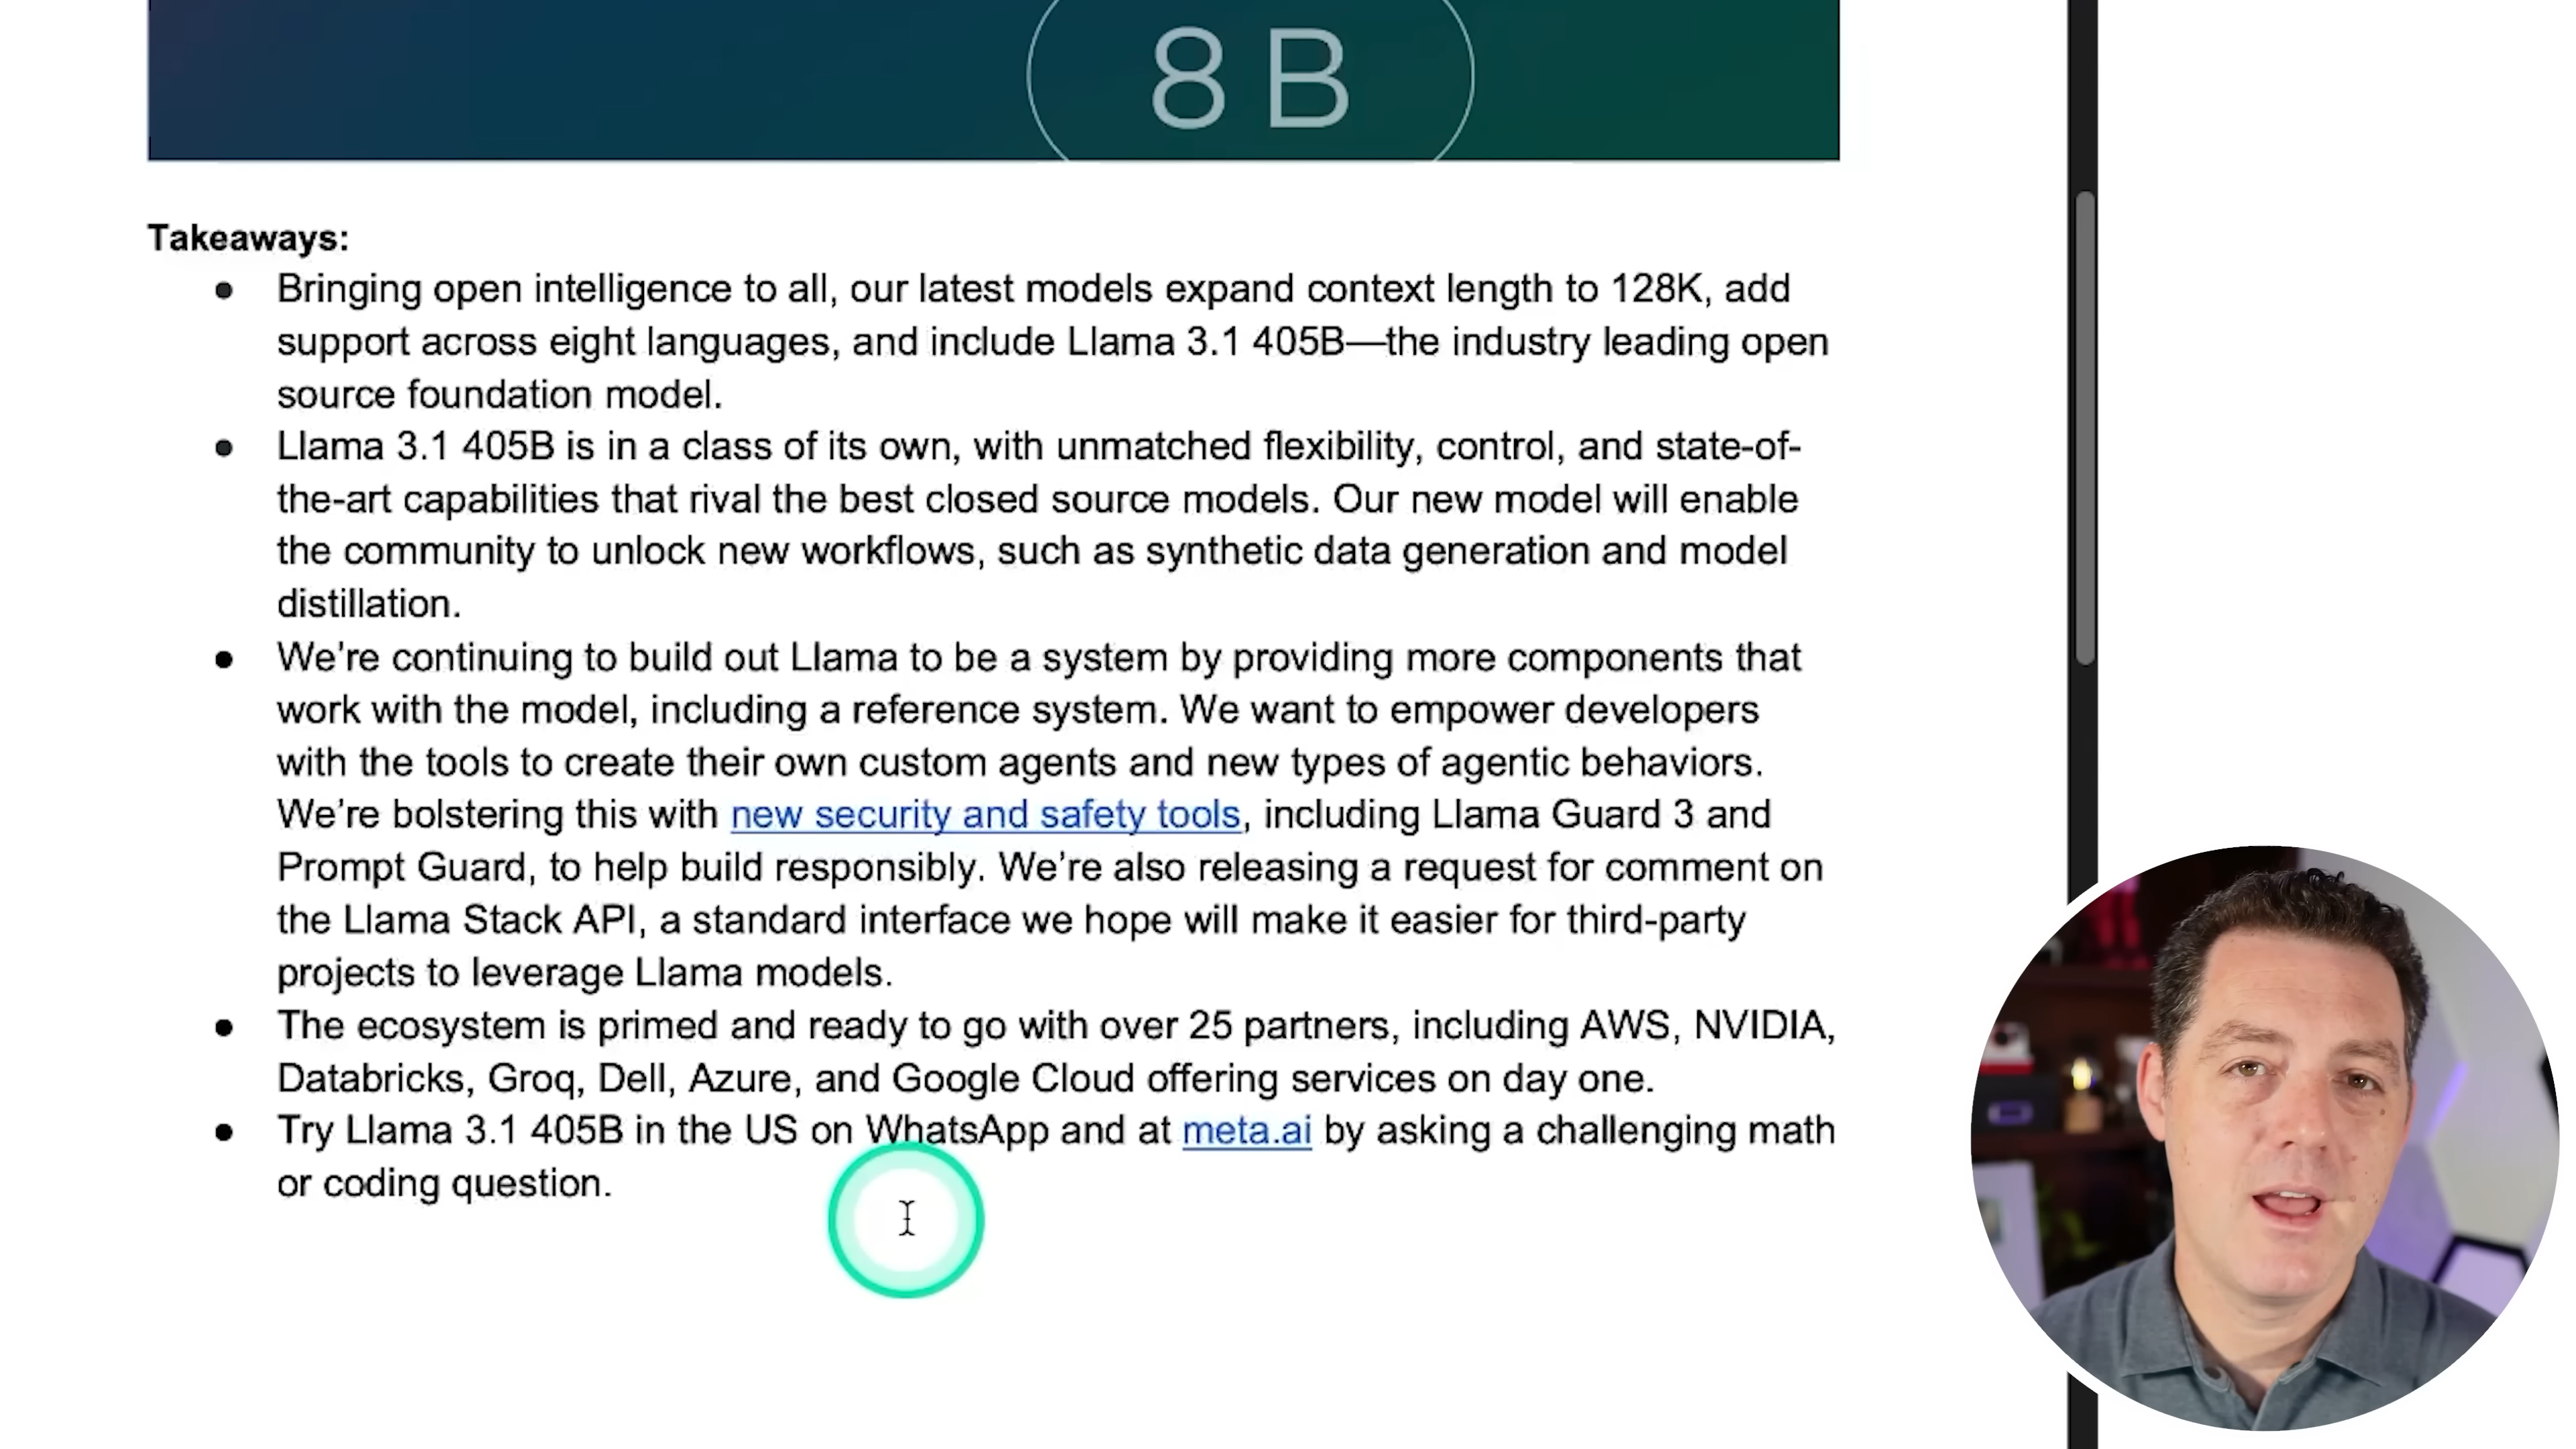 8B
Takeaways:
● Bringing open intelligence to all, our latest models expand context length to 128K, add
support across eight languages, and include Llama 3.1 405B—the industry leading open
source foundation model.
● Llama 3.1 405B is in a class of its own, with unmatched flexibility, control, and state-of-
the-art capabilities that rival the best closed source models. Our new model will enable
the community to unlock new workflows, such as synthetic data generation and model
distillation.
● We’re continuing to build out Llama to be a system by providing more components that
work with the model, including a reference system. We want to empower developers
with the tools to create their own custom agents and new types of agentic behaviors.
We’re bolstering this with new security and safety tools, including Llama Guard 3 and
Prompt Guard, to help build responsibly. We’re also releasing a request for comment on
the Llama Stack API, a standard interface we hope will make it easier for third-party
projects to leverage Llama models.
● The ecosystem is primed and ready to go with over 25 partners, including AWS, NVIDIA,
Databricks, Groq, Dell, Azure, and Google Cloud offering services on day one.
● Try Llama 3.1 405B in the US on WhatsApp and at meta.ai by asking a challenging math
or coding question.